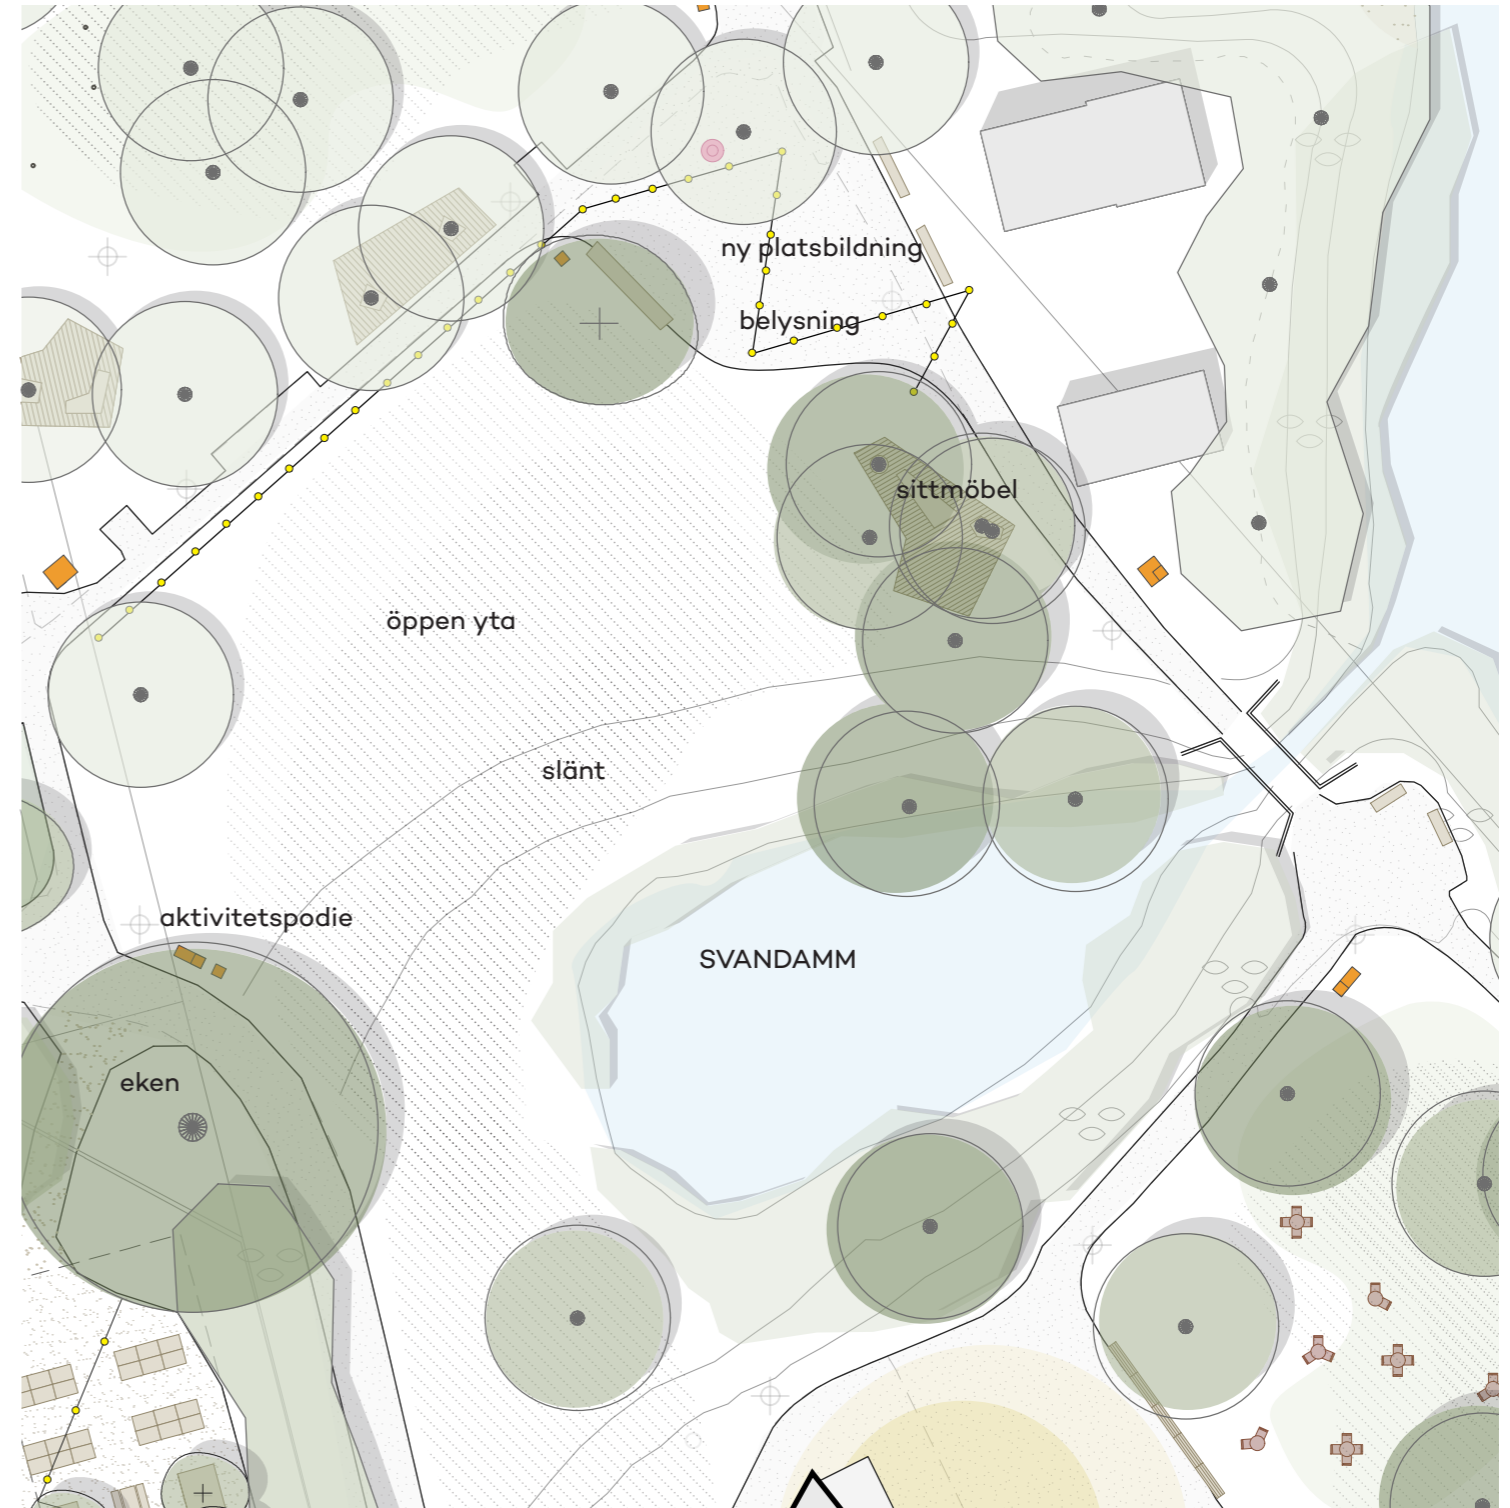 ny platsbildning
belysning
sittmöbel
öppen yta
slänt
aktivitetspodie
SVANDAMM
eken